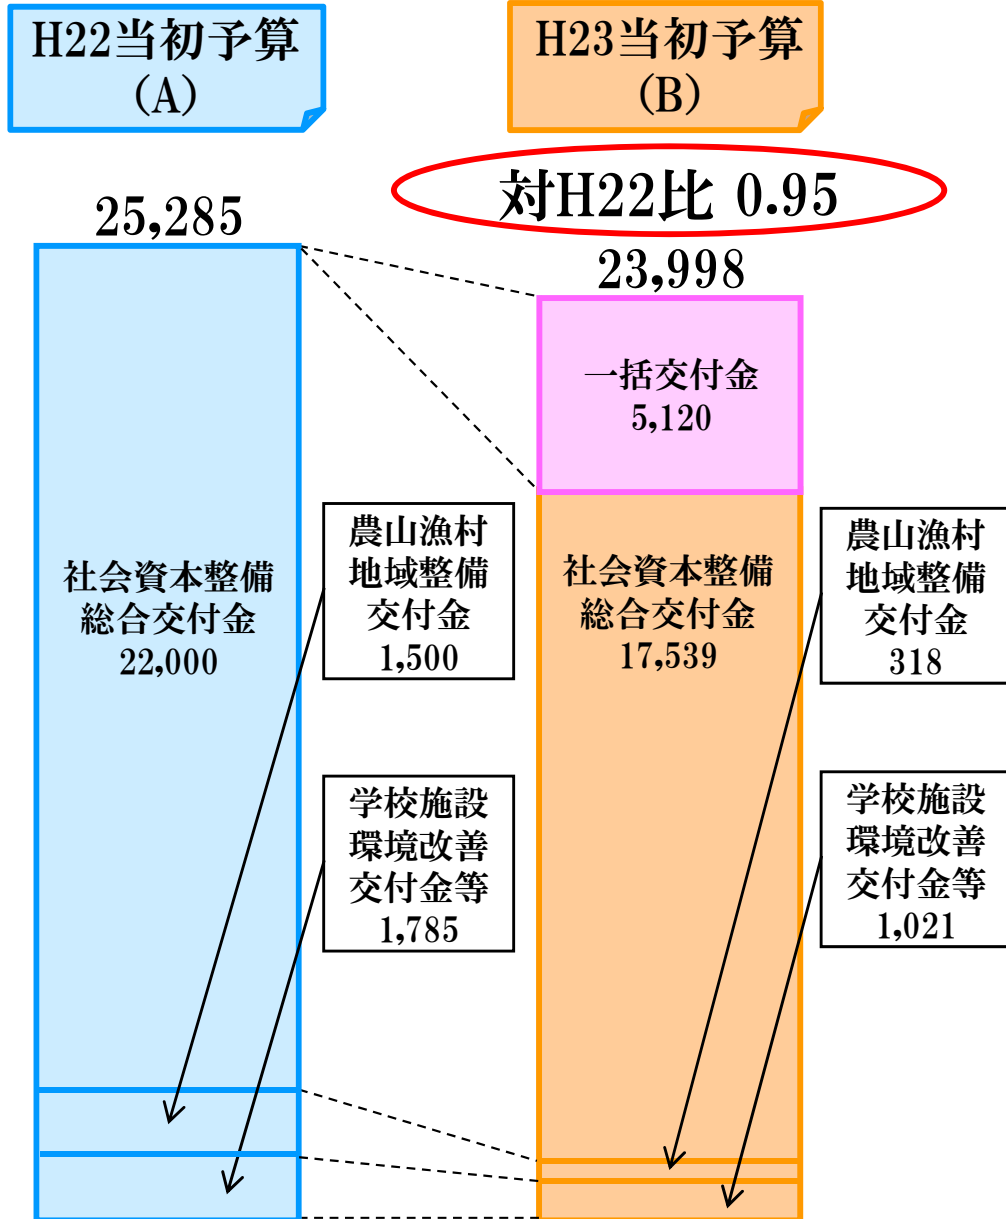 H22当初予算
(A)
H23当初予算
(B)
対H22比 0.95
25,285
23,998
一括交付金
5,120
社会資本整備
総合交付金
22,000
農山漁村
地域整備
交付金
1,500
社会資本整備
総合交付金
17,539
農山漁村
地域整備
交付金
318
学校施設
環境改善
交付金等
1,785
学校施設
環境改善
交付金等
1,021